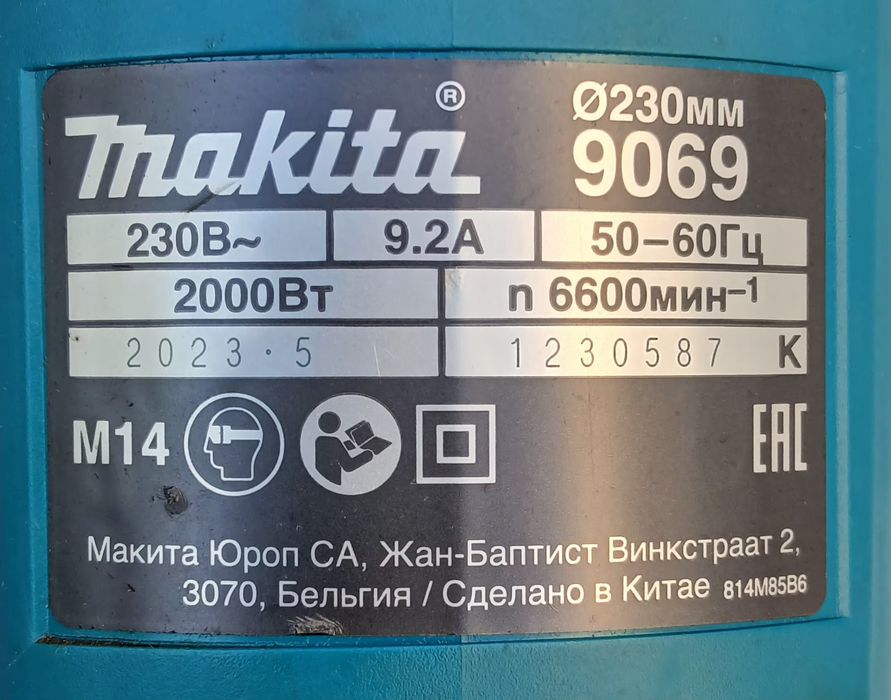 makita®
Ø230мм
9069
230В~ 9.2А 50–60Гц
2000Вт n 6600мин⁻¹
2023·5 1230587 K
M14 EAC
Макита Юроп СА, Жан-Баптист Винкстраат 2,
3070, Бельгия / Сделано в Китае 814M85B6